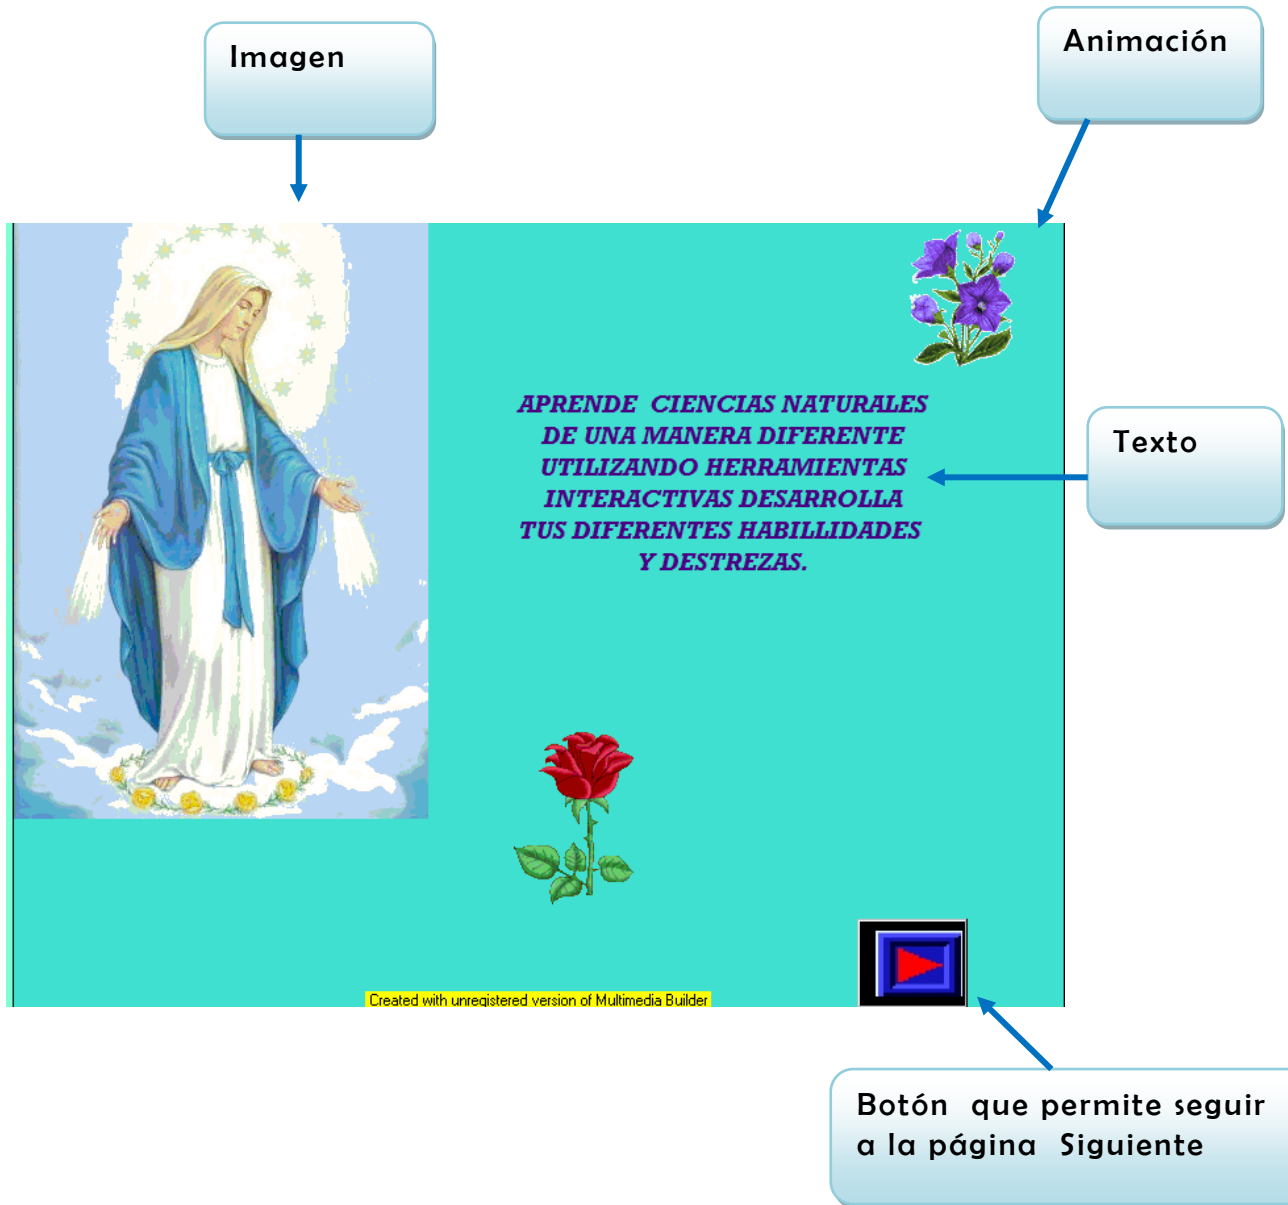 Imagen
Animación
APRENDE  CIENCIAS NATURALES
DE UNA MANERA DIFERENTE
UTILIZANDO HERRAMIENTAS
INTERACTIVAS DESARROLLA
TUS DIFERENTES HABILLIDADES
Y DESTREZAS.
Texto
Created with unregistered version of Multimedia Builder
Botón  que permite seguir
a la página  Siguiente